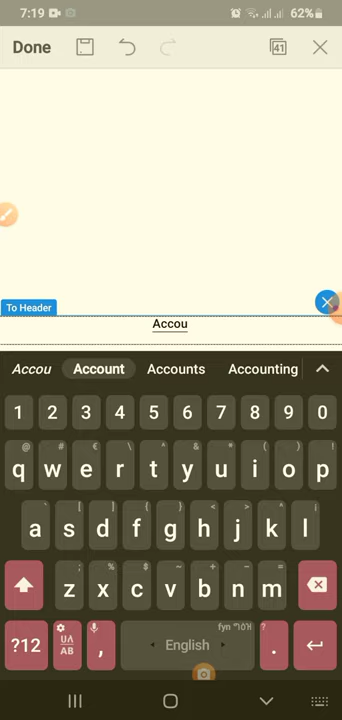 7:19 62%
Done 41
To Header
Accou
Accou Account Accounts Accounting
1 2 3 4 5 6 7 8 9 0
@ # € \ ^ & * ( ) !
q w e r t y u i o p
` [ ] { } < > * ¡
a s d f g h j k l
; % $ ~ + - =
z x c v b n m
?12 UΛ AB , English . ?